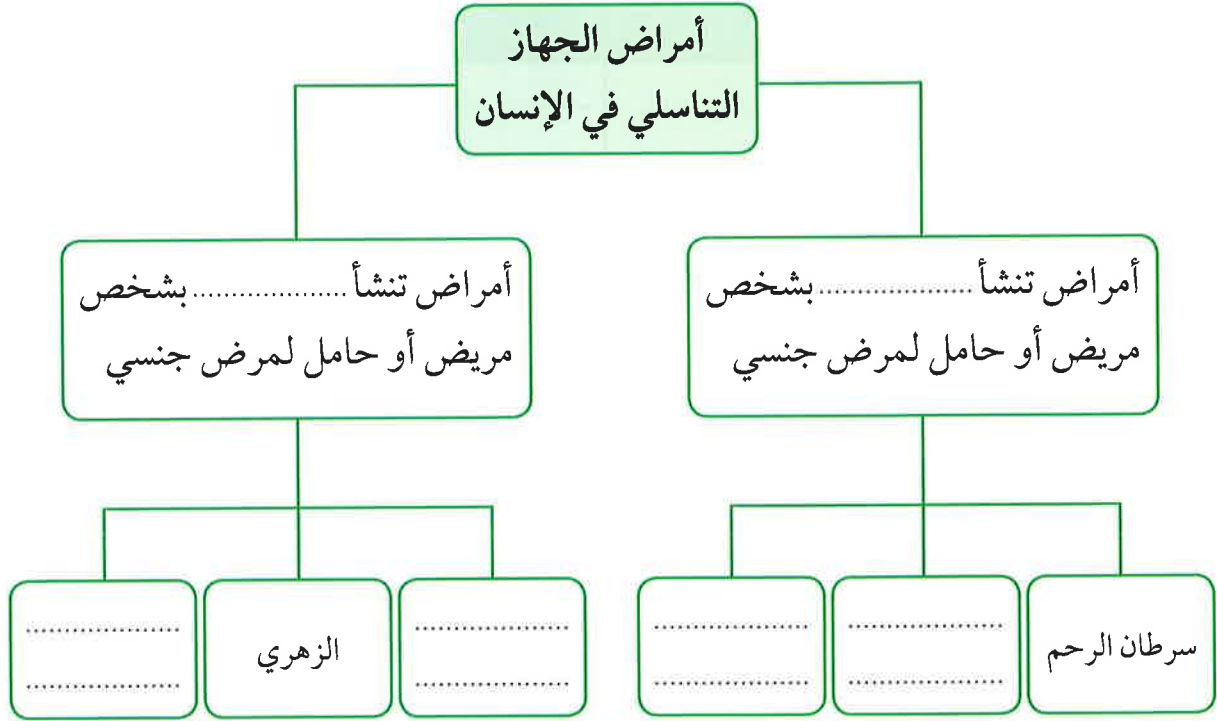 أمراض الجهاز
التناسلي في الإنسان
أمراض تنشأ .................... بشخص
مريض أو حامل لمرض جنسي
أمراض تنشأ .................... بشخص
مريض أو حامل لمرض جنسي
سرطان الرحم
....................
....................
....................
....................
....................
....................
الزهري
....................
....................